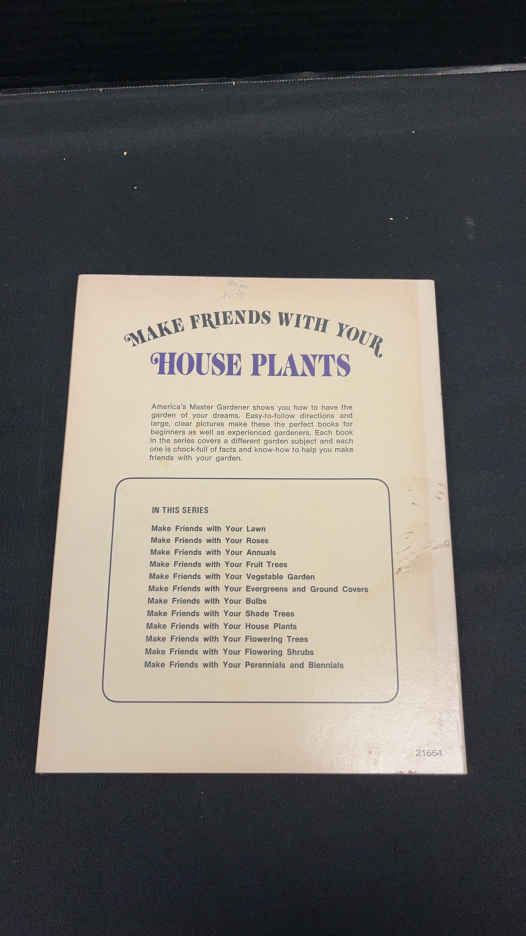 MAKE FRIENDS WITH YOUR
HOUSE PLANTS
America's Master Gardener shows you how to have the
garden of your dreams. Easy-to-follow directions and
large, clear pictures make these the perfect books for
beginners as well as experienced gardeners. Each book
in the series covers a different garden subject and each
one is chock-full of facts and know-how to help you make
friends with your garden.
IN THIS SERIES
Make Friends with Your Lawn
Make Friends with Your Roses
Make Friends with Your Annuals
Make Friends with Your Fruit Trees
Make Friends with Your Vegetable Garden
Make Friends with Your Evergreens and Ground Covers
Make Friends with Your Bulbs
Make Friends with Your Shade Trees
Make Friends with Your House Plants
Make Friends with Your Flowering Trees
Make Friends with Your Flowering Shrubs
Make Friends with Your Perennials and Biennials
21664